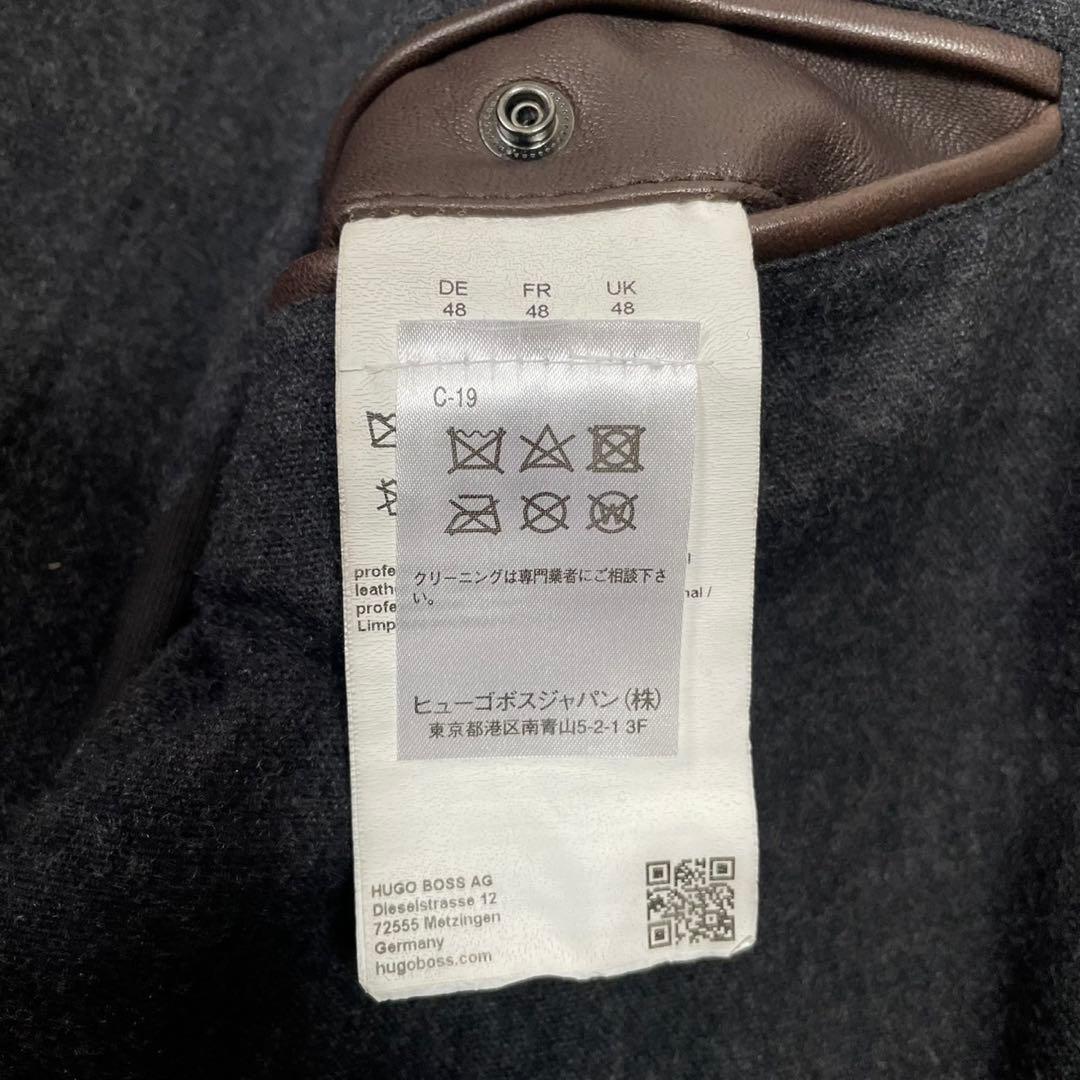 DE FR UK
48 48 48
C-19
W
クリーニングは専門業者にご相談下さ
い。
ヒューゴボスジャパン(株)
東京都港区南青山5-2-1 3F
HUGO BOSS AG
Dieselstrasse 12
72555 Metzingen
Germany
hugoboss.com